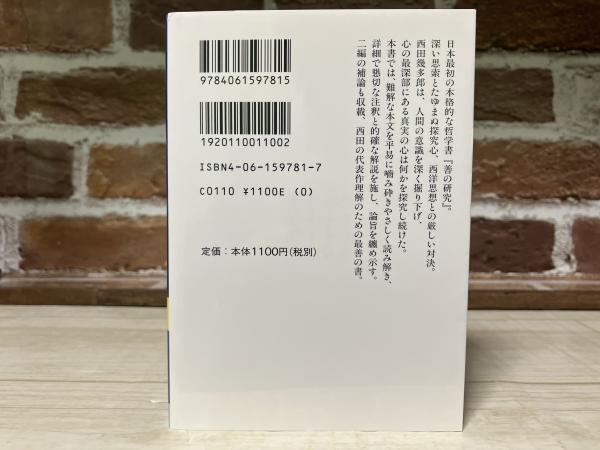 日本最初の本格的な哲学書『善の研究』。
深い思索とたゆまぬ探究心、西洋思想との厳しい対決。
西田幾多郎は、人間の意識を深く掘り下げ、
心の最深部にある真実の心は何かを探究し続けた。
本書では、難解な本文を平易に噛み砕きやさしく読み解き、
詳細で懇切な注釈と的確な解説を施し、論旨を纏め示す。
二編の補論も収載、西田の代表作理解のための最善の書。
9784061597815
1920110011002
ISBN4-06-159781-7
C0110 ¥1100E (0)
定価：本体1100円(税別)